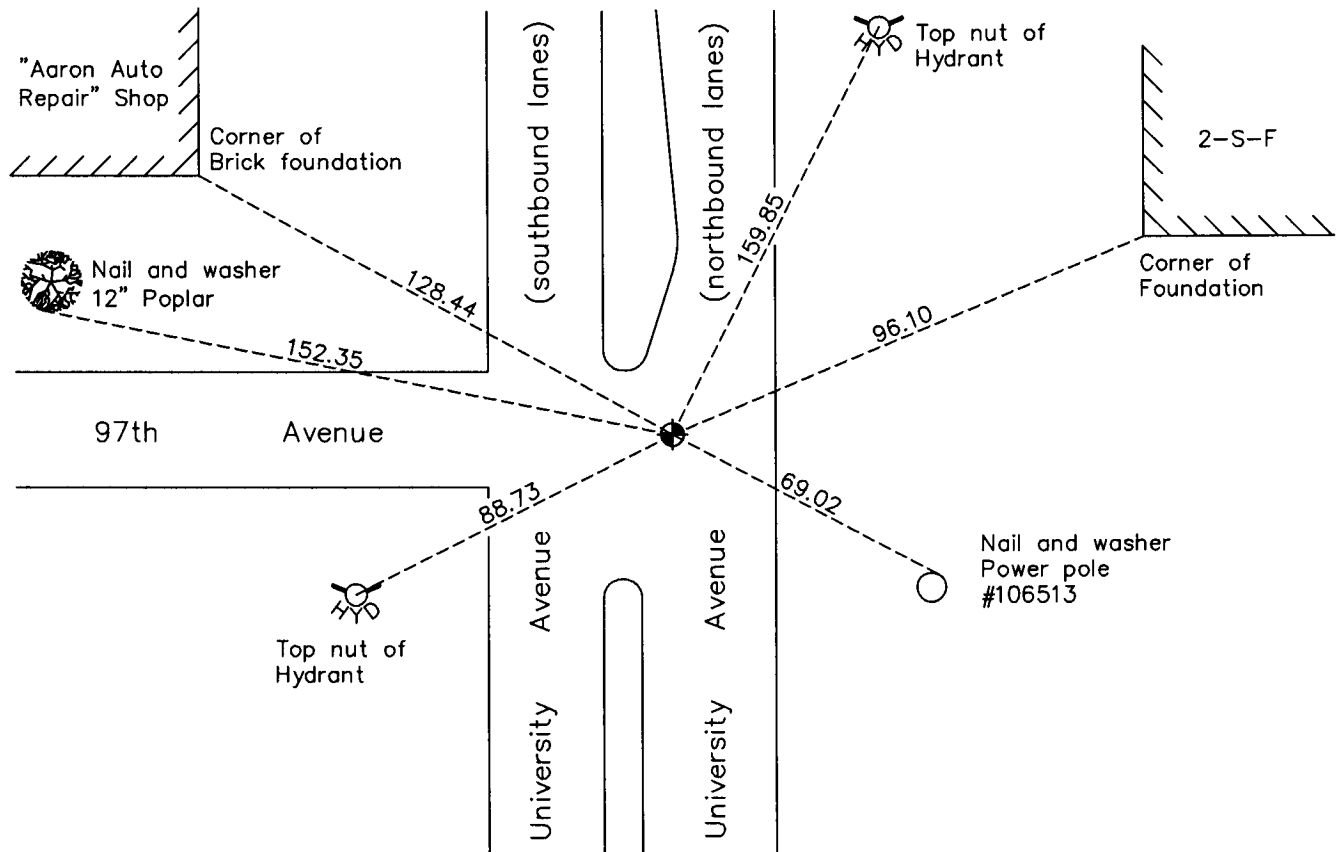 "Aaron Auto
Repair" Shop
Corner of
Brick foundation
(southbound lanes)
(northbound lanes)
HYD
Top nut of
Hydrant
2-S-F
Corner of
Foundation
Nail and washer
12" Poplar
128.44
159.85
96.10
152.35
97th Avenue
88.73
69.02
HYD
Top nut of
Hydrant
University Avenue
University Avenue
Nail and washer
Power pole
#106513